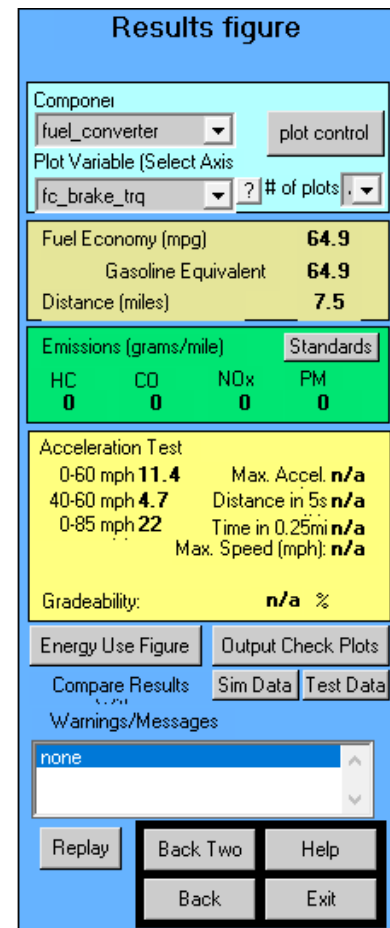 Results figure
Componer
fuel_converter
plot control
Plot Variable (Select Axis
fc_brake_trq
?
# of plots
Fuel Economy (mpg) 64.9
Gasoline Equivalent 64.9
Distance (miles) 7.5
Emissions (grams/mile) Standards
HC CO NOx PM
0 0 0 0
Acceleration Test
0-60 mph 11.4 Max. Accel. n/a
40-60 mph 4.7 Distance in 5s n/a
0-85 mph 22 Time in 0.25mi n/a
Max. Speed (mph): n/a
Gradeability: n/a %
Energy Use Figure Output Check Plots
Compare Results Sim Data Test Data
Warnings/Messages
none
Replay Back Two Help
Back Exit